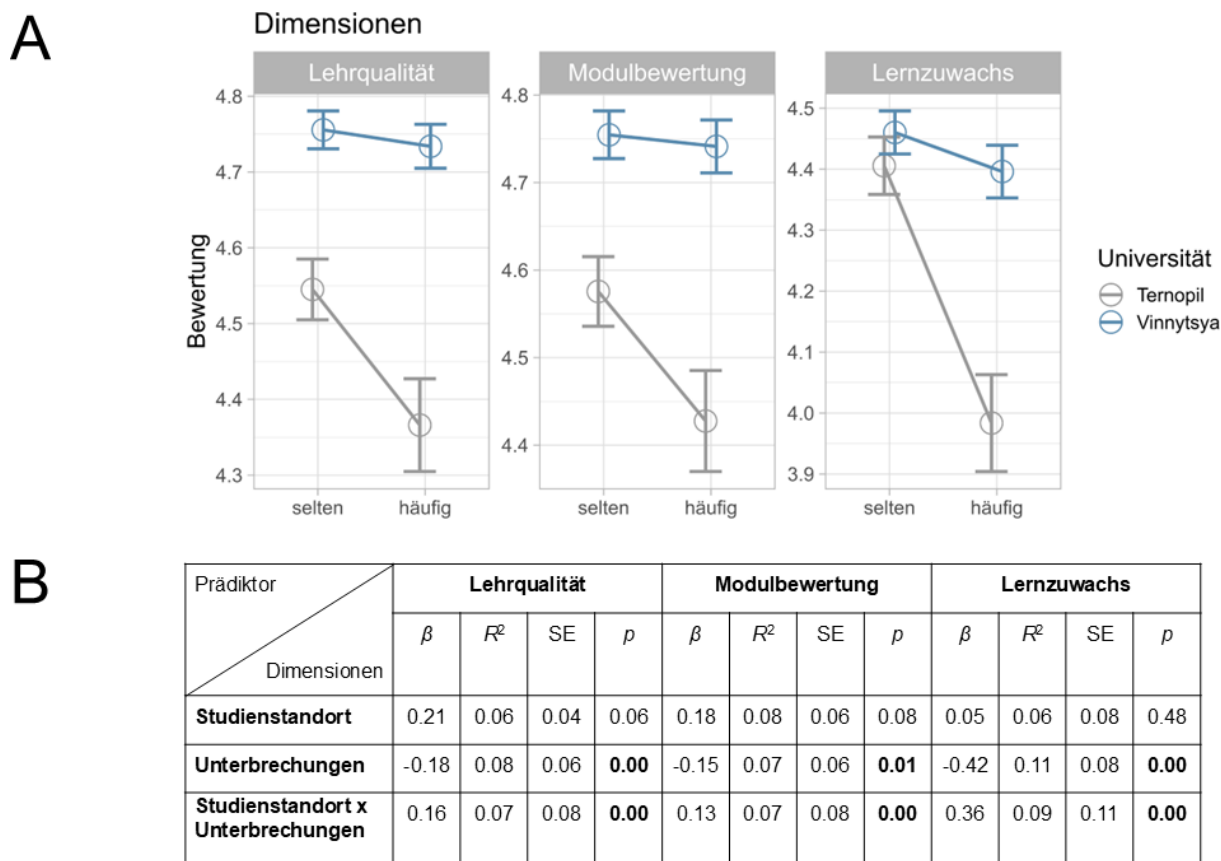 A
Dimensionen
Lehrqualität Modulbewertung Lernzuwachs
Bewertung
4.8
4.7
4.6
4.5
4.4
4.3
selten häufig
4.8
4.7
4.6
4.5
4.4
selten häufig
4.5
4.4
4.3
4.2
4.1
4.0
3.9
selten häufig
Universität
Ternopil
Vinnytsya
B
Prädiktor Lehrqualität Modulbewertung Lernzuwachs
Dimensionen β R² SE p β R² SE p β R² SE p
Studienstandort 0.21 0.06 0.04 0.06 0.18 0.08 0.06 0.08 0.05 0.06 0.08 0.48
Unterbrechungen -0.18 0.08 0.06 0.00 -0.15 0.07 0.06 0.01 -0.42 0.11 0.08 0.00
Studienstandort x
Unterbrechungen 0.16 0.07 0.08 0.00 0.13 0.07 0.08 0.00 0.36 0.09 0.11 0.00